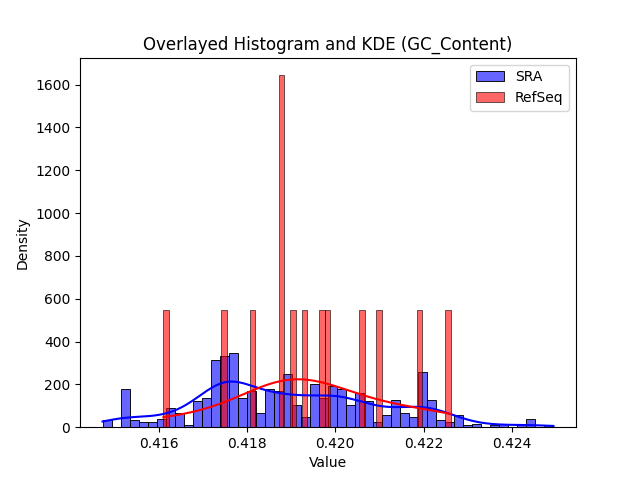 Overlayed Histogram and KDE (GC_Content)
SRA
RefSeq
Density
1600
1400
1200
1000
800
600
400
200
0
0.416 0.418 0.420 0.422 0.424
Value